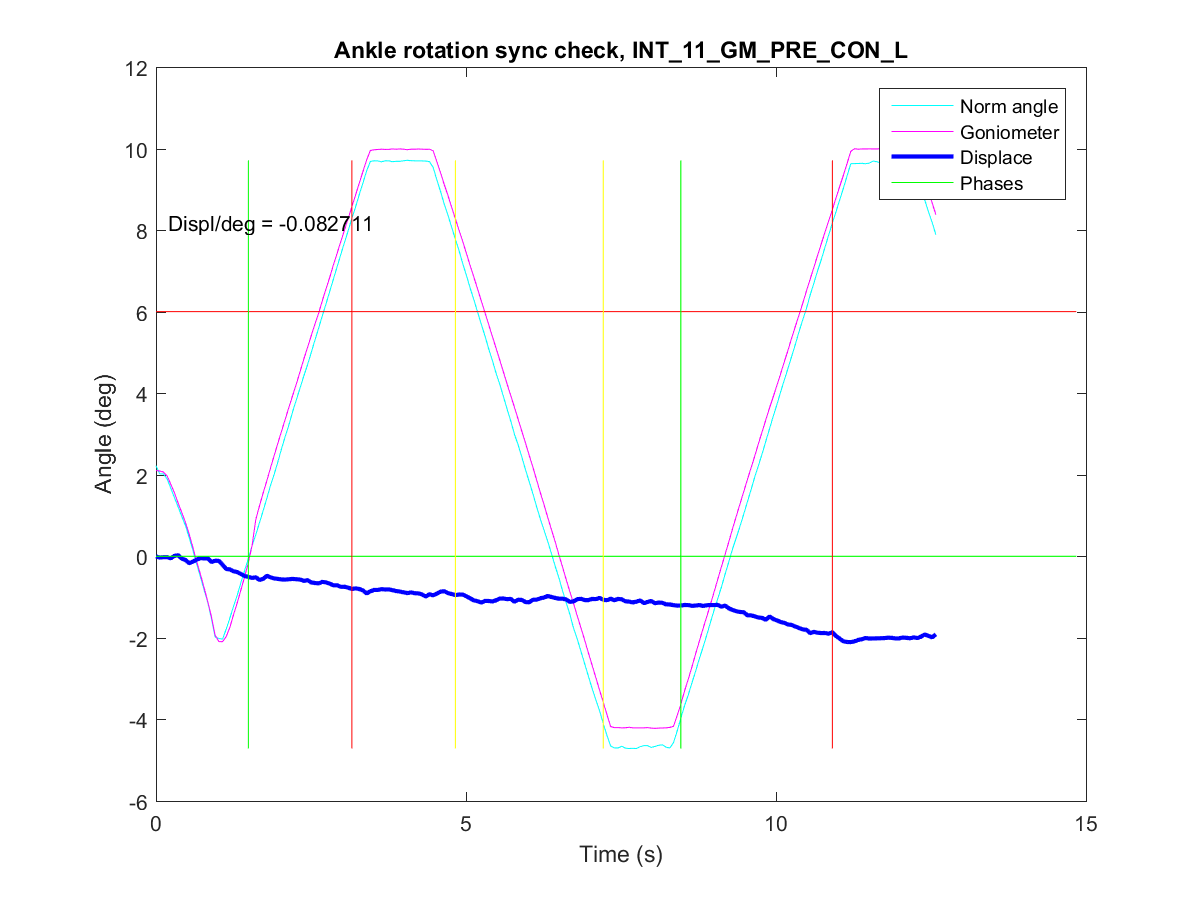 Ankle rotation sync check, INT_11_GM_PRE_CON_L
12
10
8
6
4
2
0
-2
-4
-6
Angle (deg)
Displ/deg = -0.082711
Norm angle
Goniometer
Displace
Phases
0
5
10
15
Time (s)